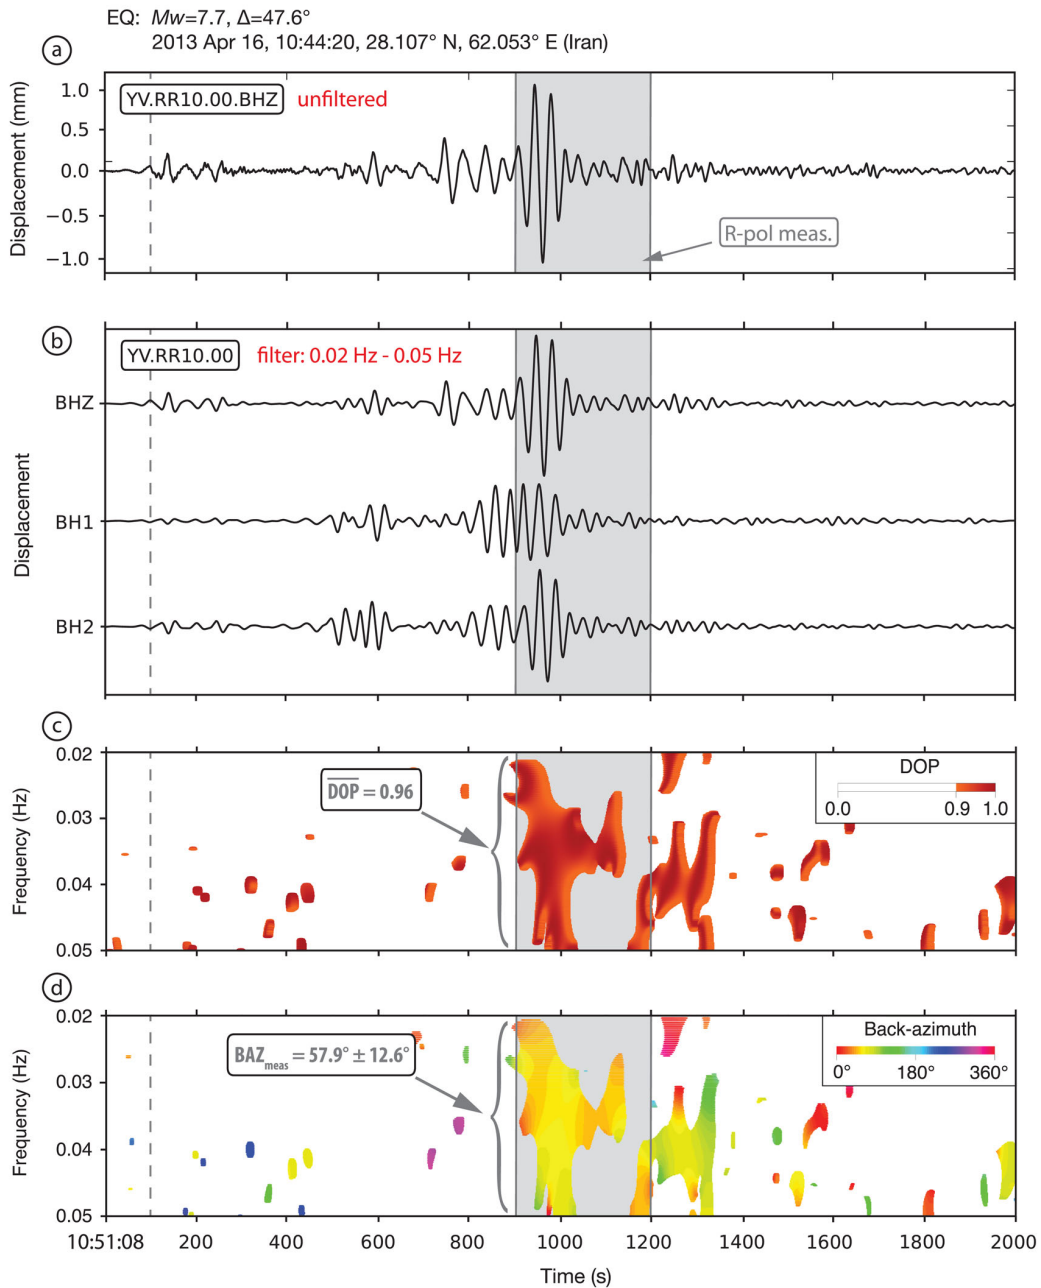 EQ: Mw=7.7, Δ=47.6°
2013 Apr 16, 10:44:20, 28.107° N, 62.053° E (Iran)
a
YV.RR10.00.BHZ unfiltered
Displacement (mm)
1.0
0.5
0.0
−0.5
−1.0
R-pol meas.
b
YV.RR10.00 filter: 0.02 Hz - 0.05 Hz
Displacement
BHZ
BH1
BH2
c
Frequency (Hz)
0.02
0.03
0.04
0.05
DOP = 0.96
DOP
0.0 0.9 1.0
d
Frequency (Hz)
0.02
0.03
0.04
0.05
BAZmeas = 57.9° ± 12.6°
Back-azimuth
0° 180° 360°
10:51:08 200 400 600 800 1000 1200 1400 1600 1800 2000
Time (s)